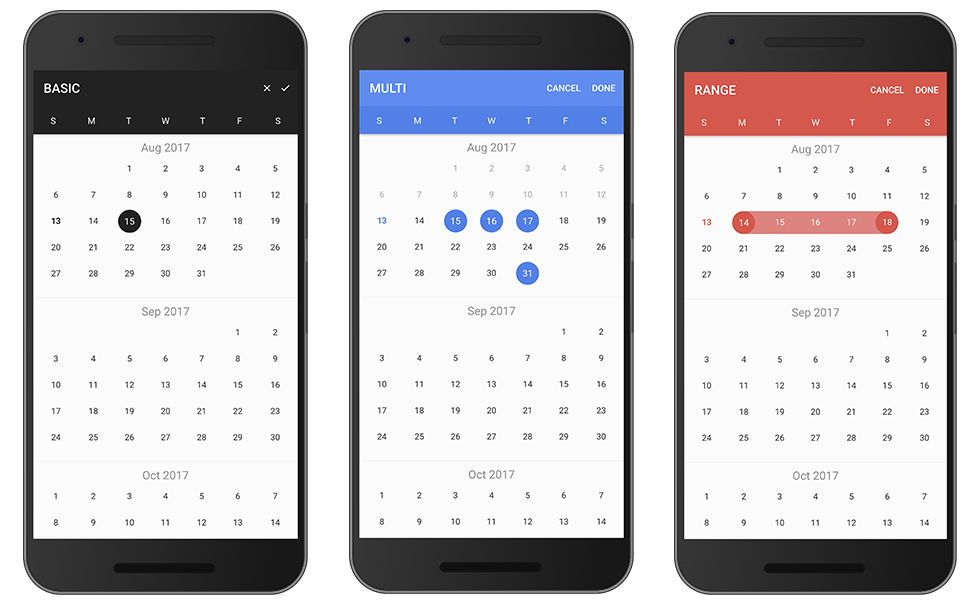 BASIC × ✓
S M T W T F S
Aug 2017
1 2 3 4 5
6 7 8 9 10 11 12
13 14 15 16 17 18 19
20 21 22 23 24 25 26
27 28 29 30 31
Sep 2017
1 2
3 4 5 6 7 8 9
10 11 12 13 14 15 16
17 18 19 20 21 22 23
24 25 26 27 28 29 30
Oct 2017
1 2 3 4 5 6 7
8 9 10 11 12 13 14
MULTI CANCEL DONE
S M T W T F S
Aug 2017
1 2 3 4 5
6 7 8 9 10 11 12
13 14 15 16 17 18 19
20 21 22 23 24 25 26
27 28 29 30 31
Sep 2017
1 2
3 4 5 6 7 8 9
10 11 12 13 14 15 16
17 18 19 20 21 22 23
24 25 26 27 28 29 30
Oct 2017
1 2 3 4 5 6 7
8 9 10 11 12 13 14
RANGE CANCEL DONE
S M T W T F S
Aug 2017
1 2 3 4 5
6 7 8 9 10 11 12
13 14 15 16 17 18 19
20 21 22 23 24 25 26
27 28 29 30 31
Sep 2017
1 2
3 4 5 6 7 8 9
10 11 12 13 14 15 16
17 18 19 20 21 22 23
24 25 26 27 28 29 30
Oct 2017
1 2 3 4 5 6 7
8 9 10 11 12 13 14